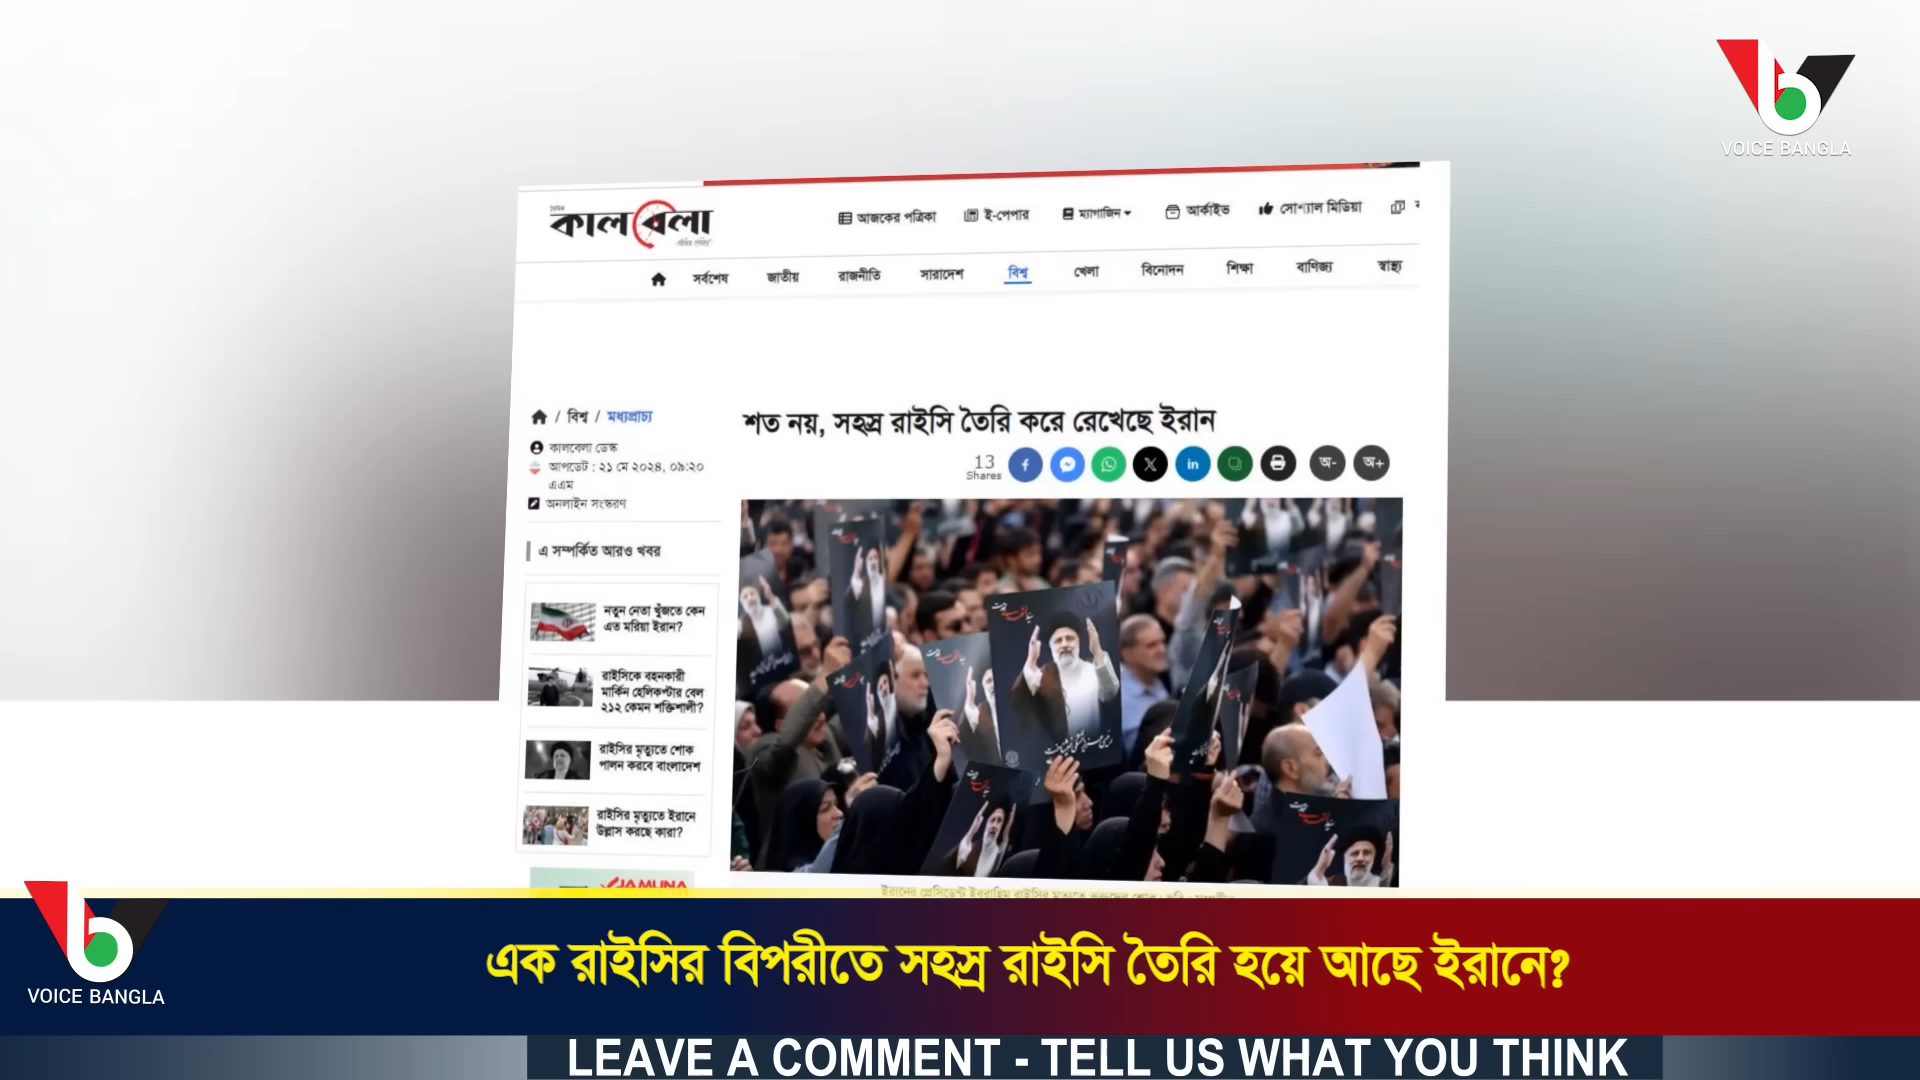 VOICE BANGLA
কালবেলা
আজকের পত্রিকা
ই-পেপার
ম্যাগাজিন
আর্কাইভ
সোশ্যাল মিডিয়া
সর্বশেষ
জাতীয়
রাজনীতি
সারাদেশ
বিশ্ব
খেলা
বিনোদন
শিক্ষা
বাণিজ্য
স্বাস্থ্য
/ বিশ্ব / মধ্যপ্রাচ্য
কালবেলা ডেস্ক
আপডেট : ২১ মে ২০২৪, ০৯:২০
এএম
অনলাইন সংস্করণ
এ সম্পর্কিত আরও খবর
নতুন নেতা খুঁজতে কেন
এত মরিয়া ইরান?
রাইসিকে বহনকারী
মার্কিন হেলিকপ্টার বেল
২১২ কেমন শক্তিশালী?
রাইসির মৃত্যুতে শোক
পালন করবে বাংলাদেশ
রাইসির মৃত্যুতে ইরানে
উল্লাস করছে কারা?
JAMUNA
শত নয়, সহস্র রাইসি তৈরি করে রেখেছে ইরান
13
Shares
অ-
অ+
এক রাইসির বিপরীতে সহস্র রাইসি তৈরি হয়ে আছে ইরানে?
VOICE BANGLA
LEAVE A COMMENT - TELL US WHAT YOU THINK